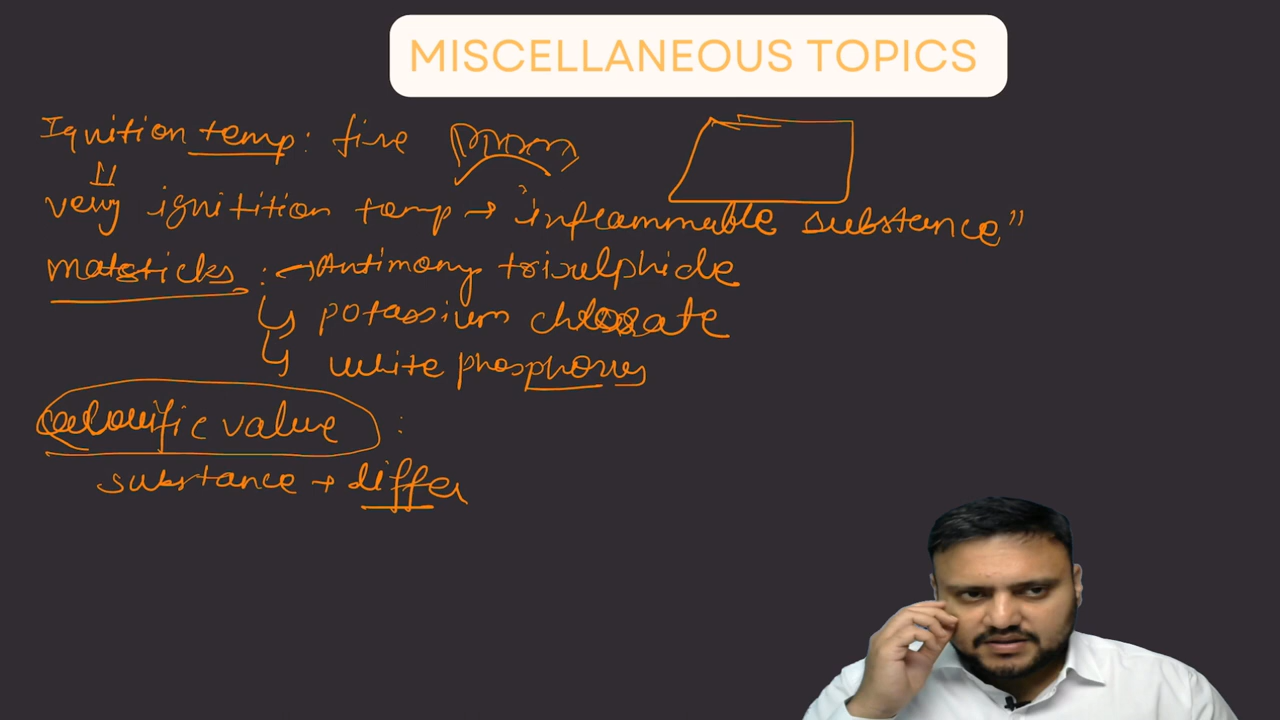 MISCELLANEOUS TOPICS
Ignition temp: fire
very ignitition temp → "inflammable substance"
matsticks : → Antimony trisulphide
potassium chlorate
white phosphorus
calorific value :
substance → differ